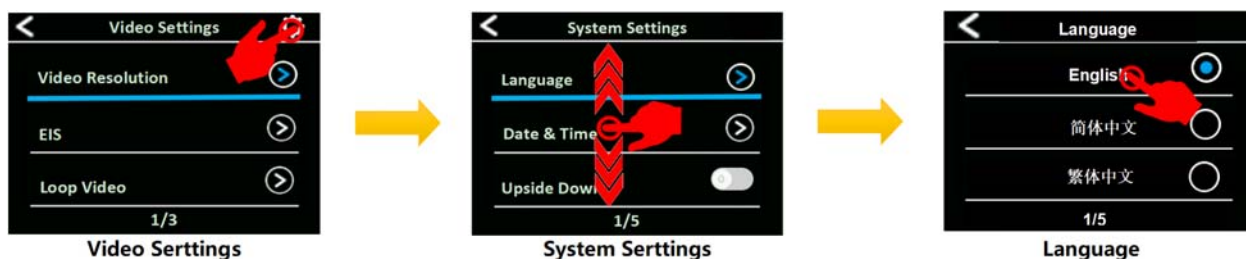 Video Settings
Video Resolution
EIS
Loop Video
1/3
Video Serttings
System Settings
Language
Date & Time
Upside Down
1/5
System Serttings
Language
English
简体中文
繁体中文
1/5
Language